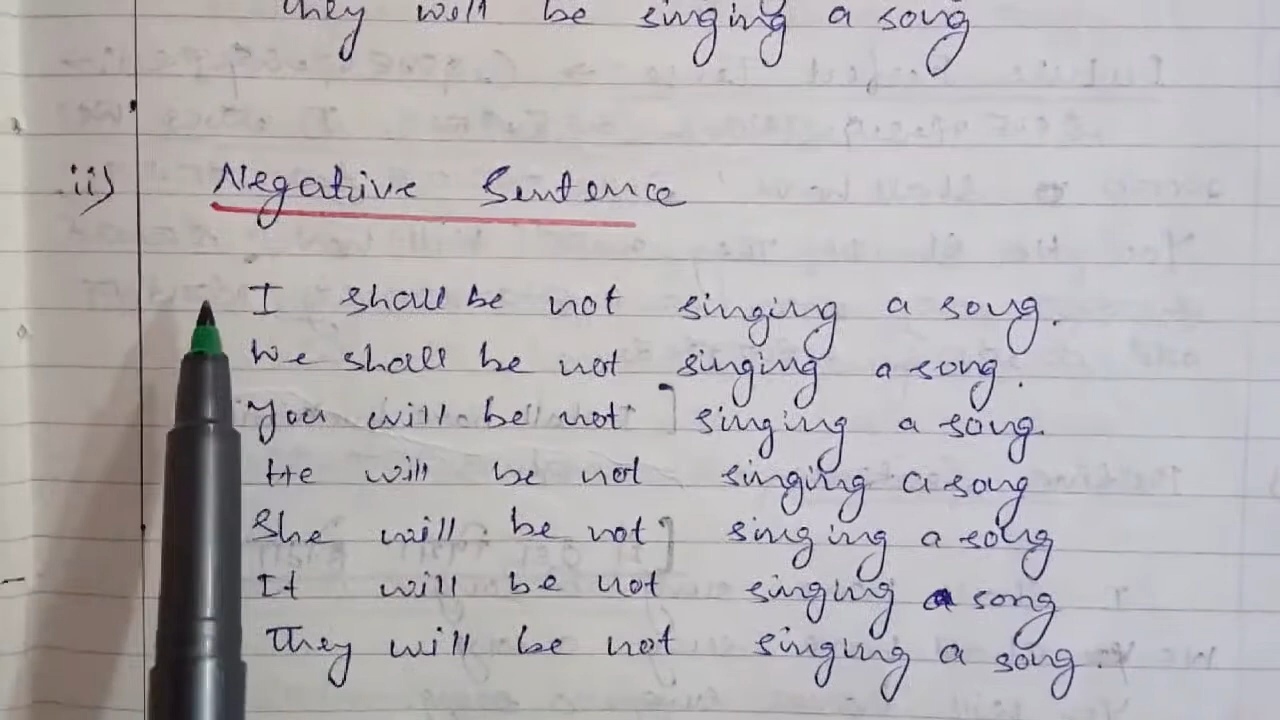 They will be singing a song
ii) Negative Sentence
I shall be not singing a song.
We shall be not singing a song.
You will be not ] singing a song.
He will be not singing a song
She will be not ] singing a song
It will be not singing a song
They will be not singing a song.